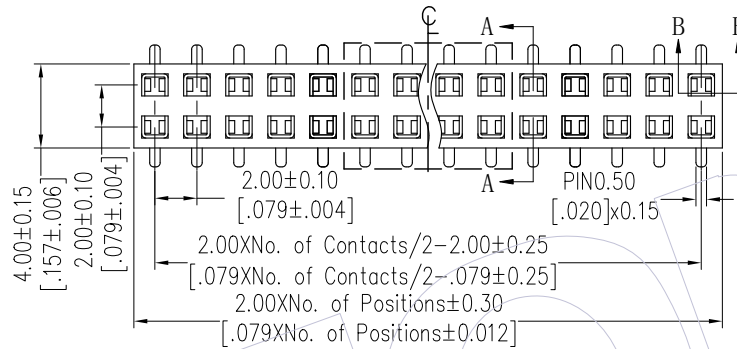 C
L
A
A
B
2.00±0.10
[.079±.004]
PIN0.50
[.020]x0.15
4.00±0.15
[.157±.006]
2.00±0.10
[.079±.004]
2.00XNo. of Contacts/2-2.00±0.25
[.079XNo. of Contacts/2-.079±0.25]
2.00XNo. of Positions±0.30
[.079XNo. of Positions±0.012]